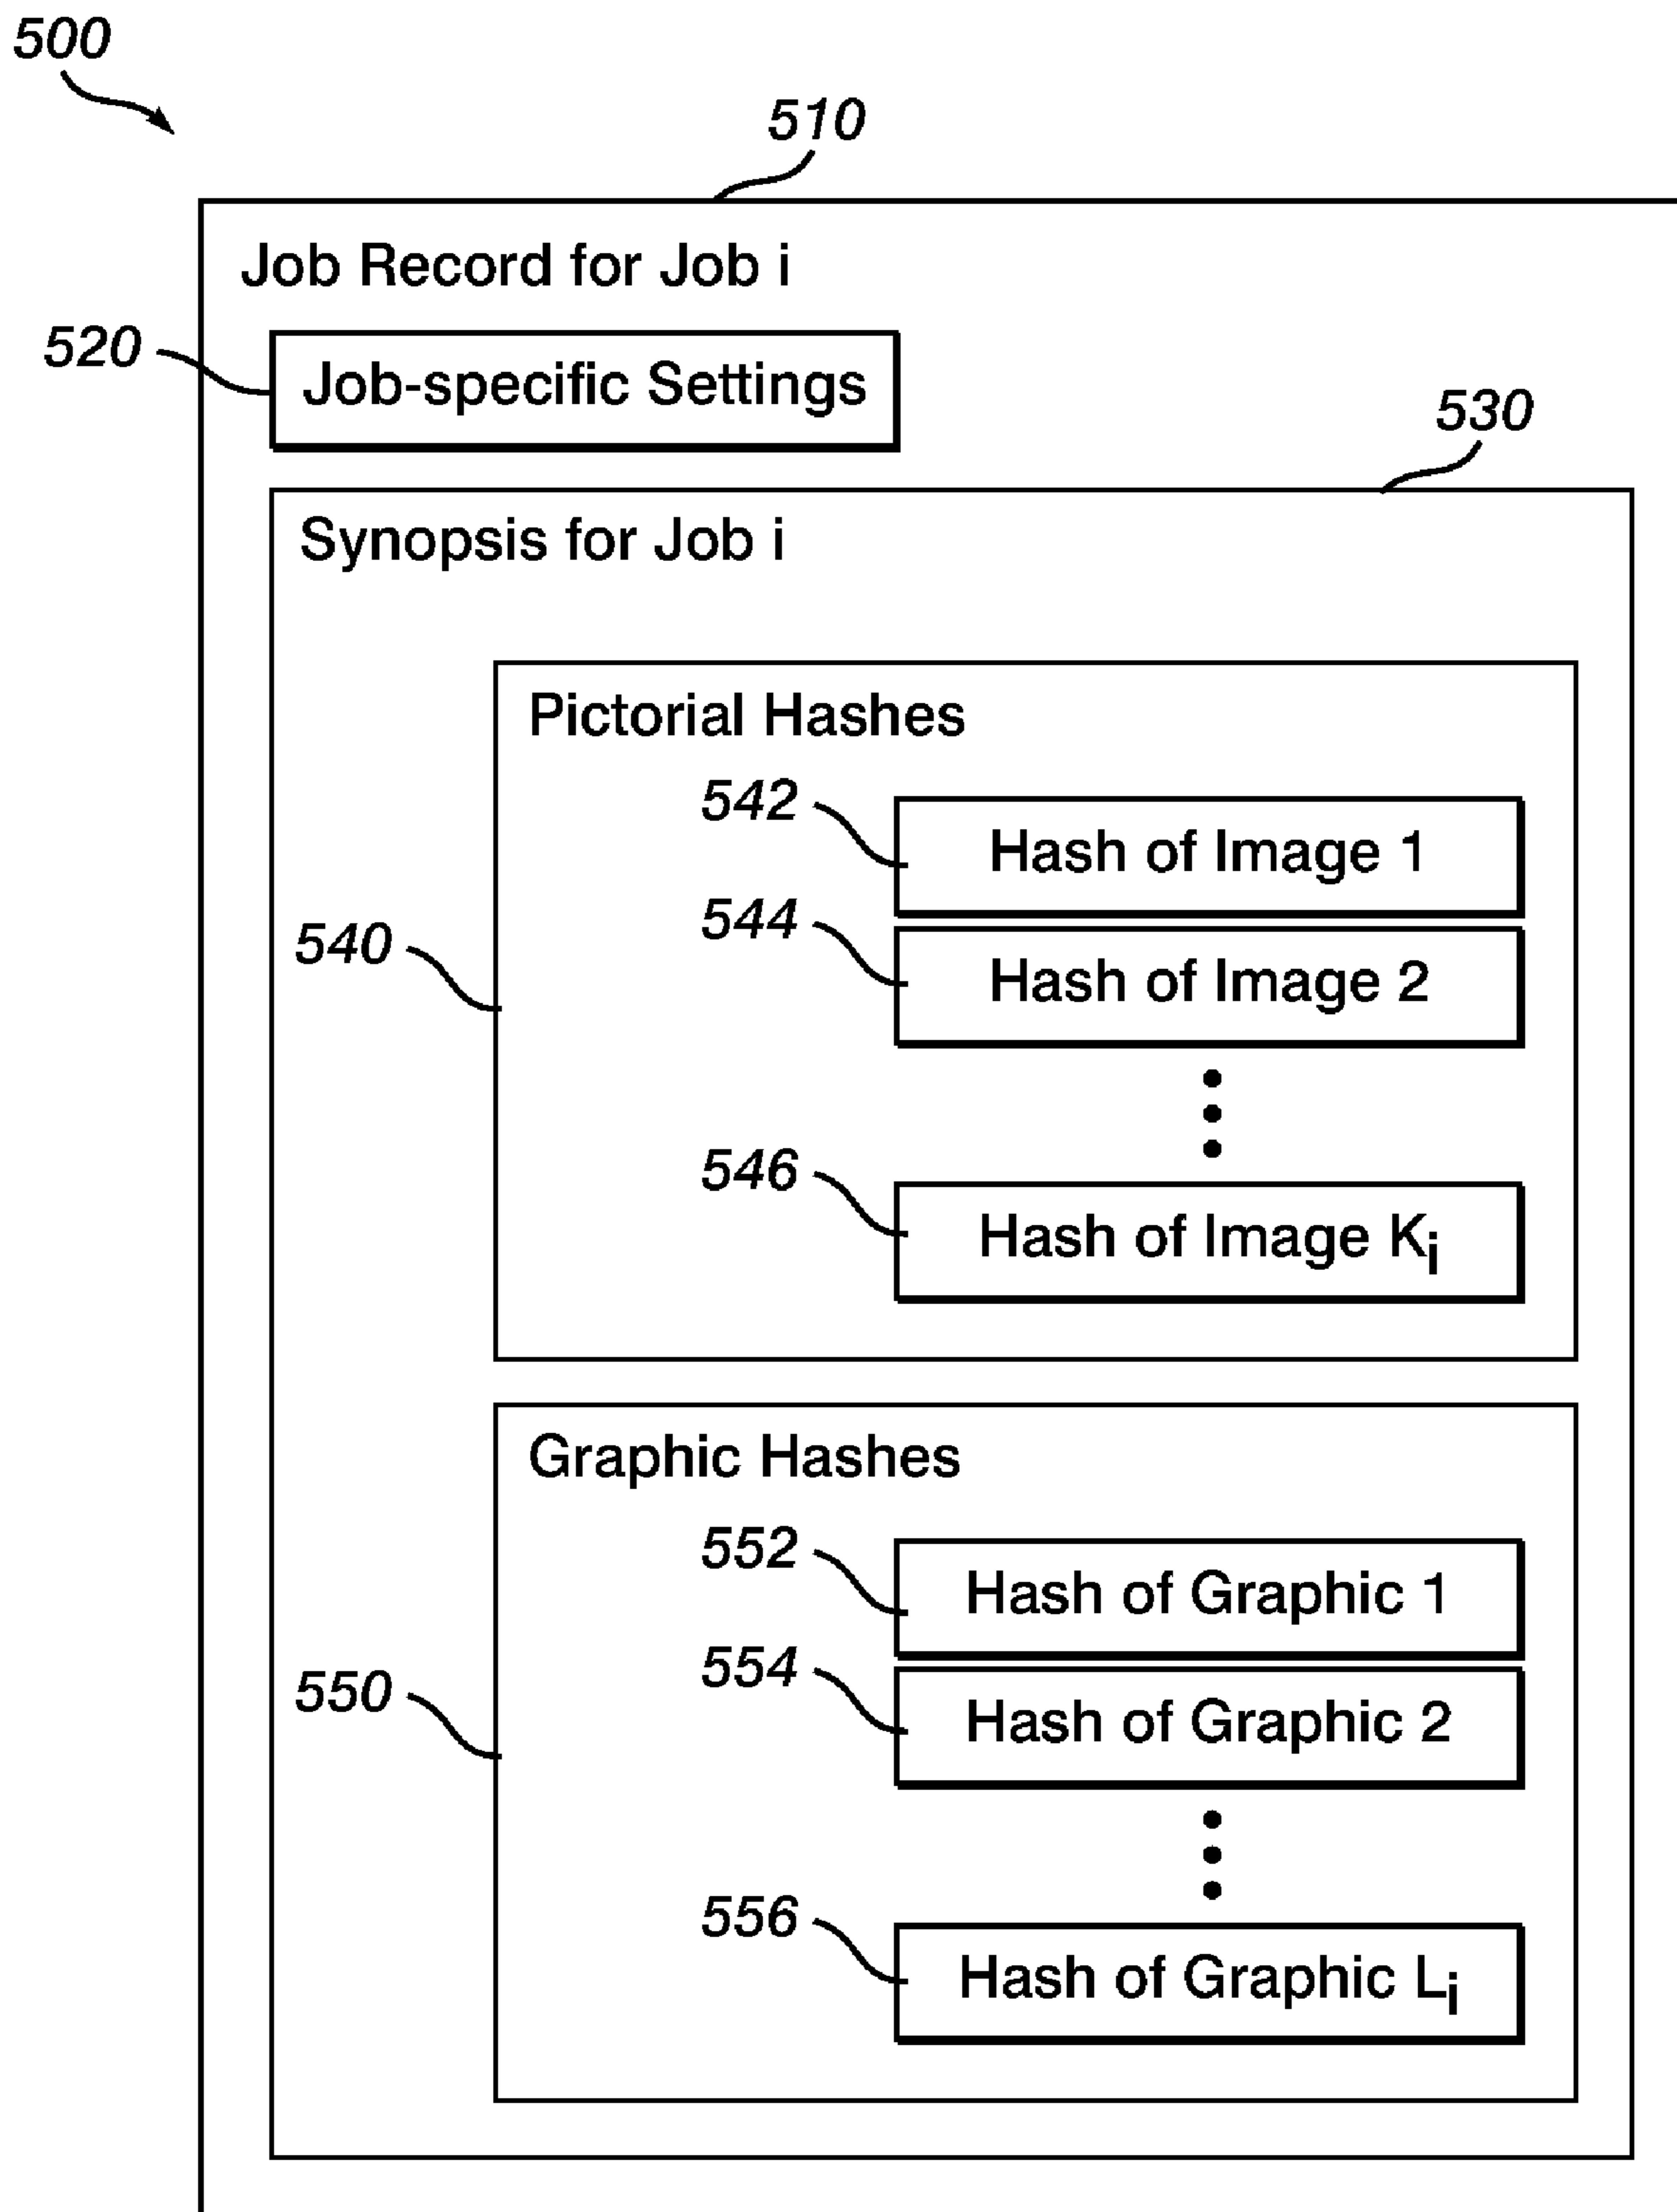 500
510
Job Record for Job i
520
Job-specific Settings
530
Synopsis for Job i
Pictorial Hashes
542
Hash of Image 1
544
540
Hash of Image 2
546
Hash of Image Ki
Graphic Hashes
552
Hash of Graphic 1
554
550
Hash of Graphic 2
556
Hash of Graphic Li